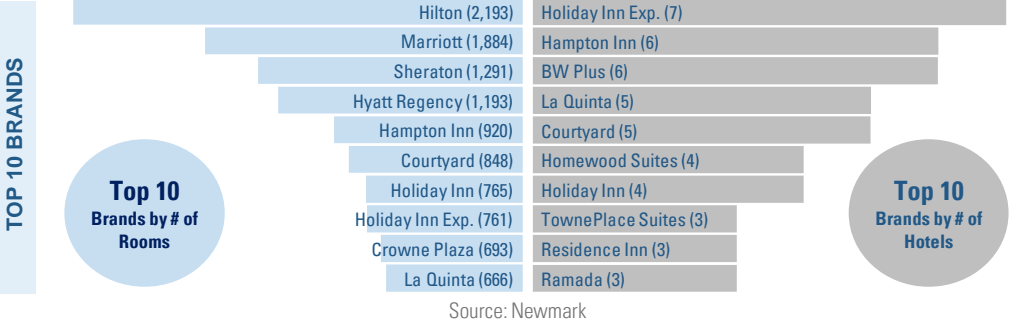 TOP 10 BRANDS
Hilton (2,193)
Marriott (1,884)
Sheraton (1,291)
Hyatt Regency (1,193)
Hampton Inn (920)
Courtyard (848)
Holiday Inn (765)
Holiday Inn Exp. (761)
Crowne Plaza (693)
La Quinta (666)
Top 10
Brands by # of
Rooms
Holiday Inn Exp. (7)
Hampton Inn (6)
BW Plus (6)
La Quinta (5)
Courtyard (5)
Homewood Suites (4)
Holiday Inn (4)
TownePlace Suites (3)
Residence Inn (3)
Ramada (3)
Top 10
Brands by # of
Hotels
Source: Newmark